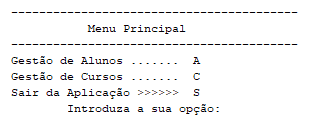 -----------------------------------------
Menu Principal
-----------------------------------------
Gestão de Alunos ....... A
Gestão de Cursos ....... C
Sair da Aplicação >>>>>> S
Introduza a sua opção: